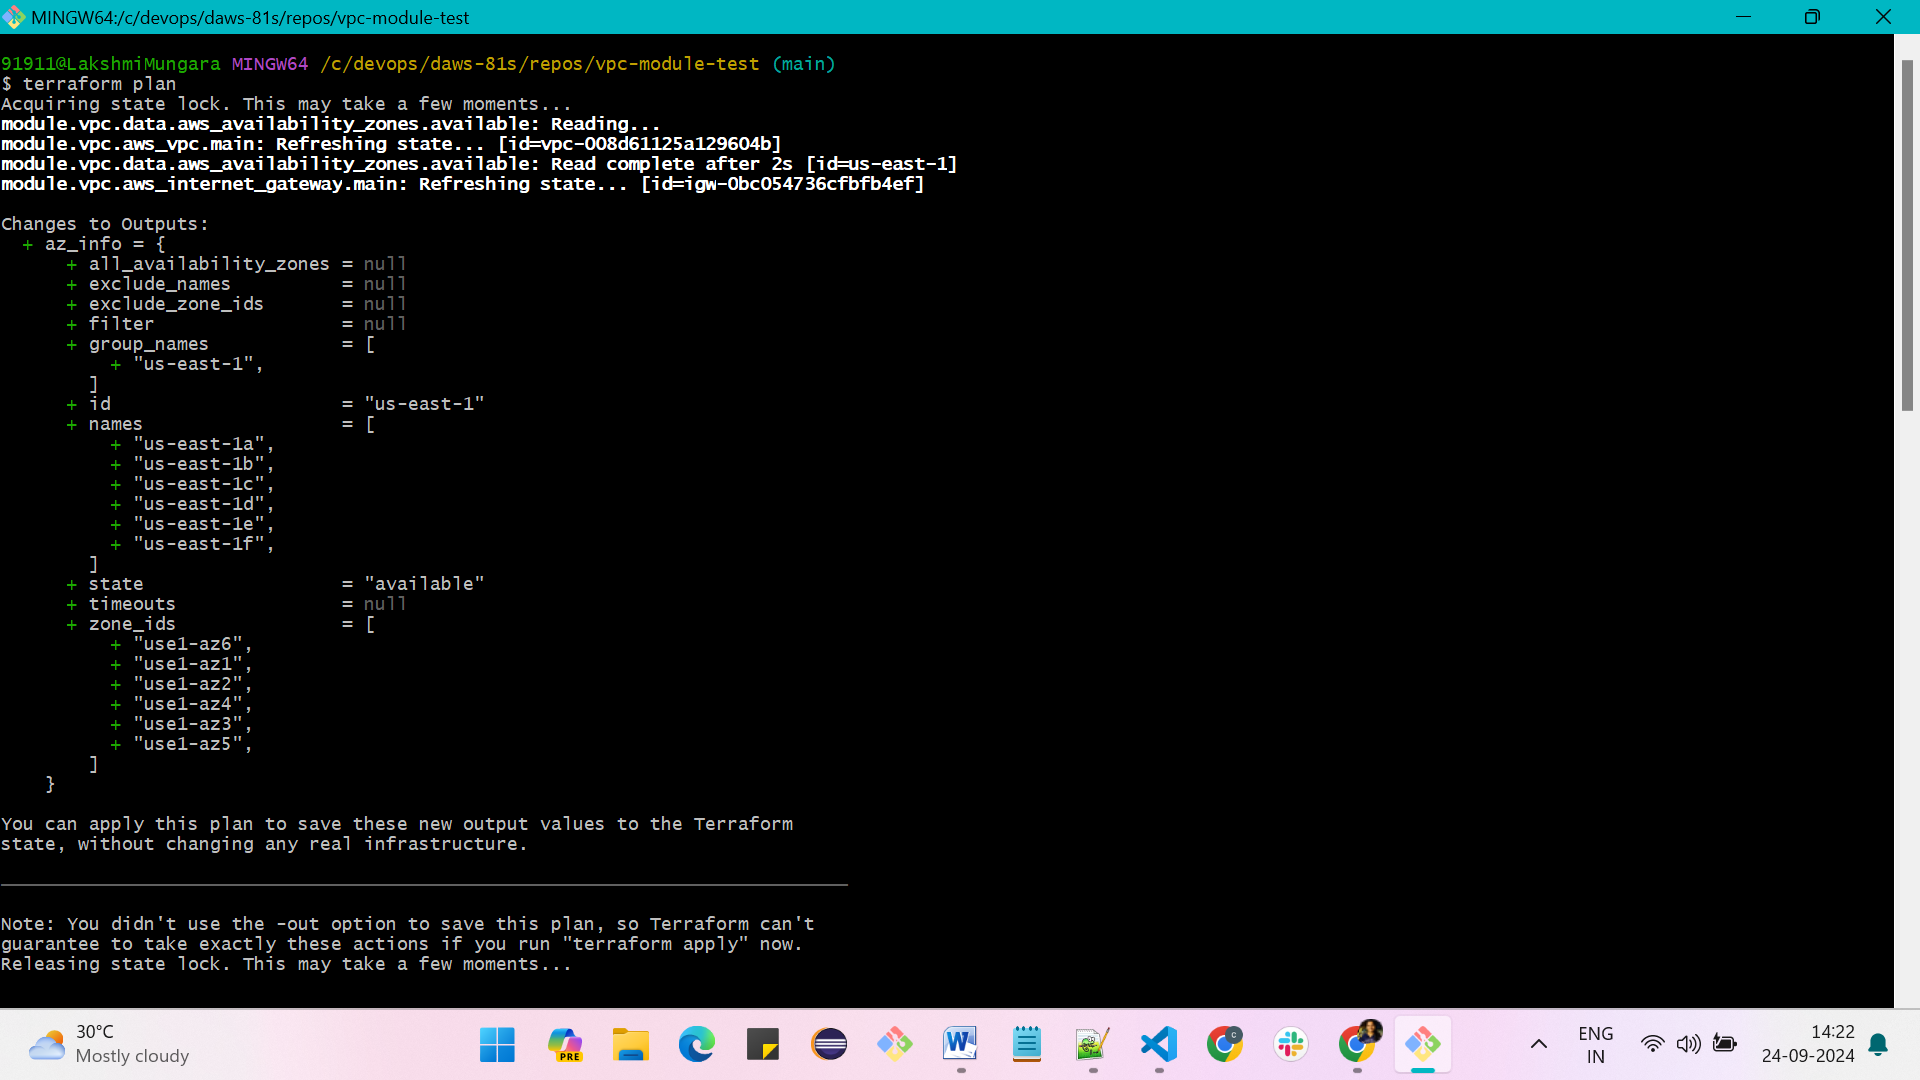 MINGW64:/c/devops/daws-81s/repos/vpc-module-test
91911@LakshmiMungara MINGW64 /c/devops/daws-81s/repos/vpc-module-test (main)
$ terraform plan
Acquiring state lock. This may take a few moments...
module.vpc.data.aws_availability_zones.available: Reading...
module.vpc.aws_vpc.main: Refreshing state... [id=vpc-008d61125a129604b]
module.vpc.data.aws_availability_zones.available: Read complete after 2s [id=us-east-1]
module.vpc.aws_internet_gateway.main: Refreshing state... [id=igw-0bc054736cfbfb4ef]
Changes to Outputs:
  + az_info = {
      + all_availability_zones = null
      + exclude_names          = null
      + exclude_zone_ids       = null
      + filter                 = null
      + group_names            = [
          + "us-east-1",
        ]
      + id                     = "us-east-1"
      + names                  = [
          + "us-east-1a",
          + "us-east-1b",
          + "us-east-1c",
          + "us-east-1d",
          + "us-east-1e",
          + "us-east-1f",
        ]
      + state                  = "available"
      + timeouts               = null
      + zone_ids               = [
          + "use1-az6",
          + "use1-az1",
          + "use1-az2",
          + "use1-az4",
          + "use1-az3",
          + "use1-az5",
        ]
    }
You can apply this plan to save these new output values to the Terraform
state, without changing any real infrastructure.
Note: You didn't use the -out option to save this plan, so Terraform can't
guarantee to take exactly these actions if you run "terraform apply" now.
Releasing state lock. This may take a few moments...
30°C
Mostly cloudy
PRE
W
C
ENG
IN
14:22
24-09-2024